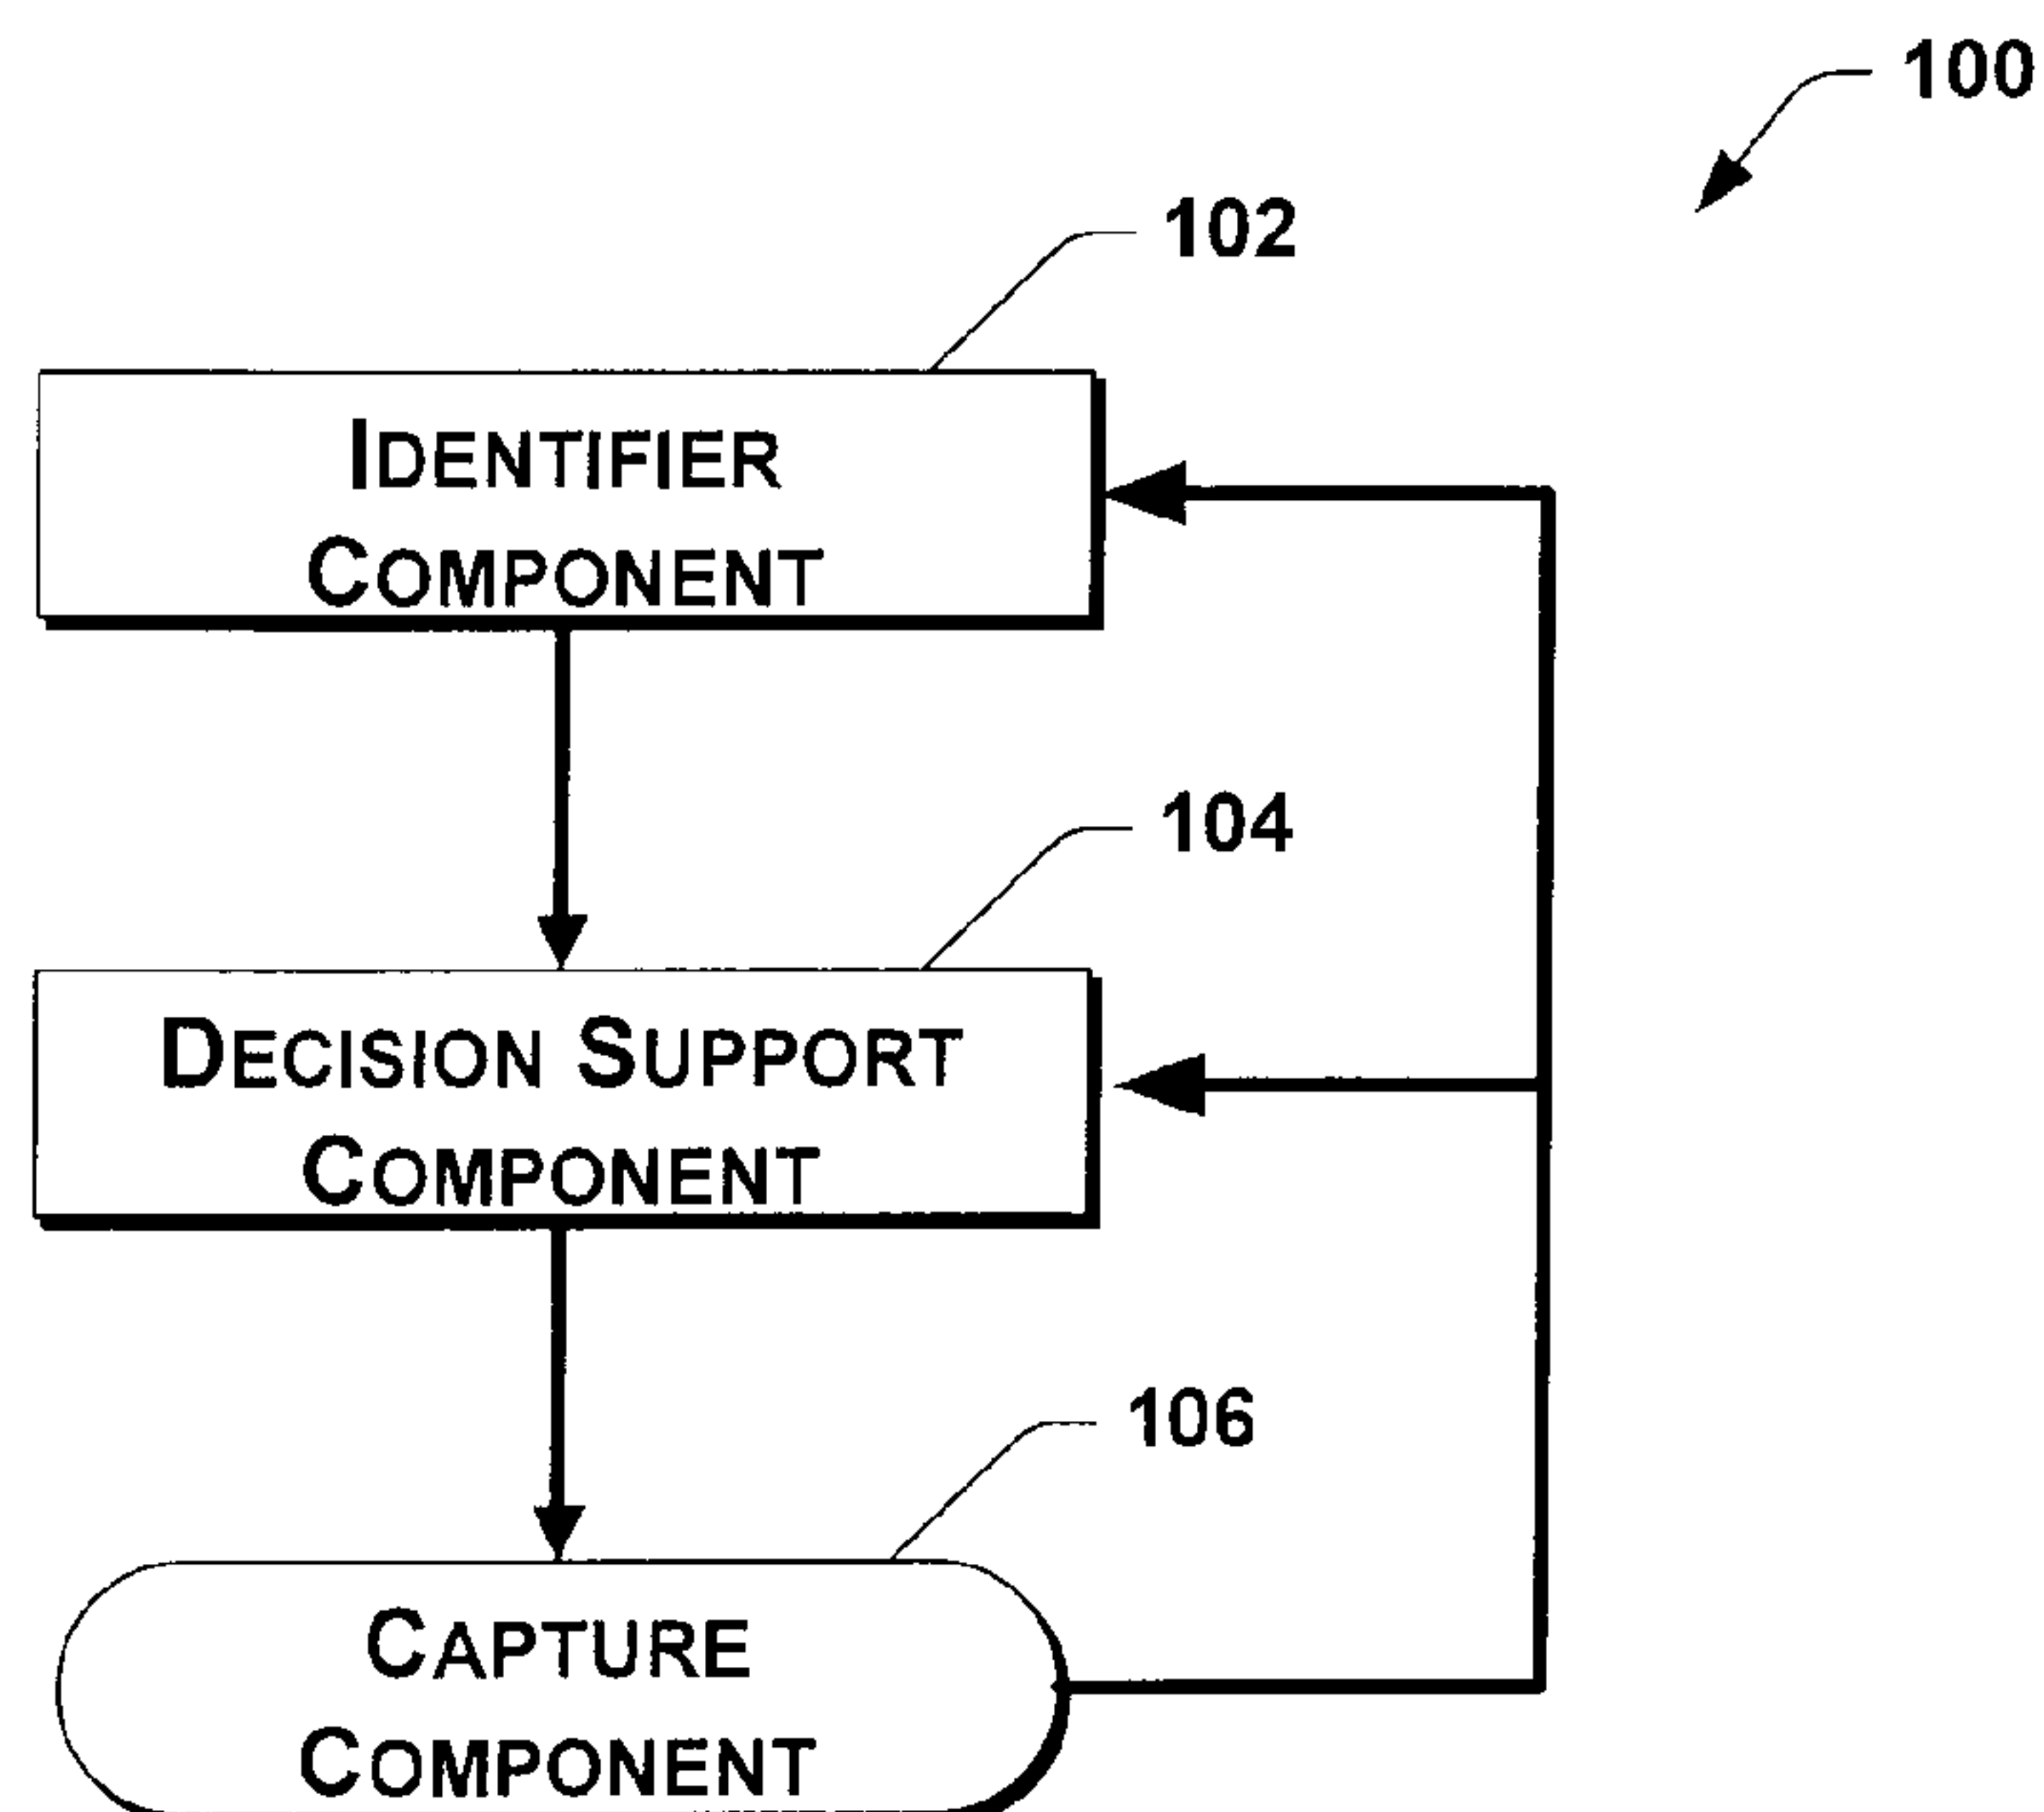 100
102
IDENTIFIER
COMPONENT
104
DECISION SUPPORT
COMPONENT
106
CAPTURE
COMPONENT